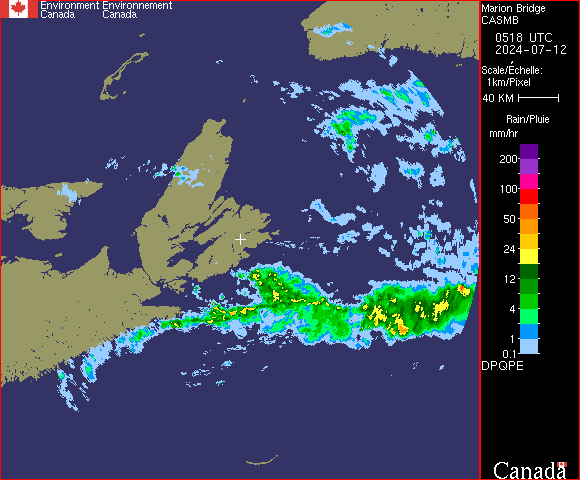 Environment Environnement
Canada Canada
Marion Bridge
CASMB
0518 UTC
2024-07-12
Scale/Échelle:
1km/Pixel
40 KM
Rain/Pluie
mm/hr
200
100
50
24
12
4
1
0.1
DPQPE
Canada